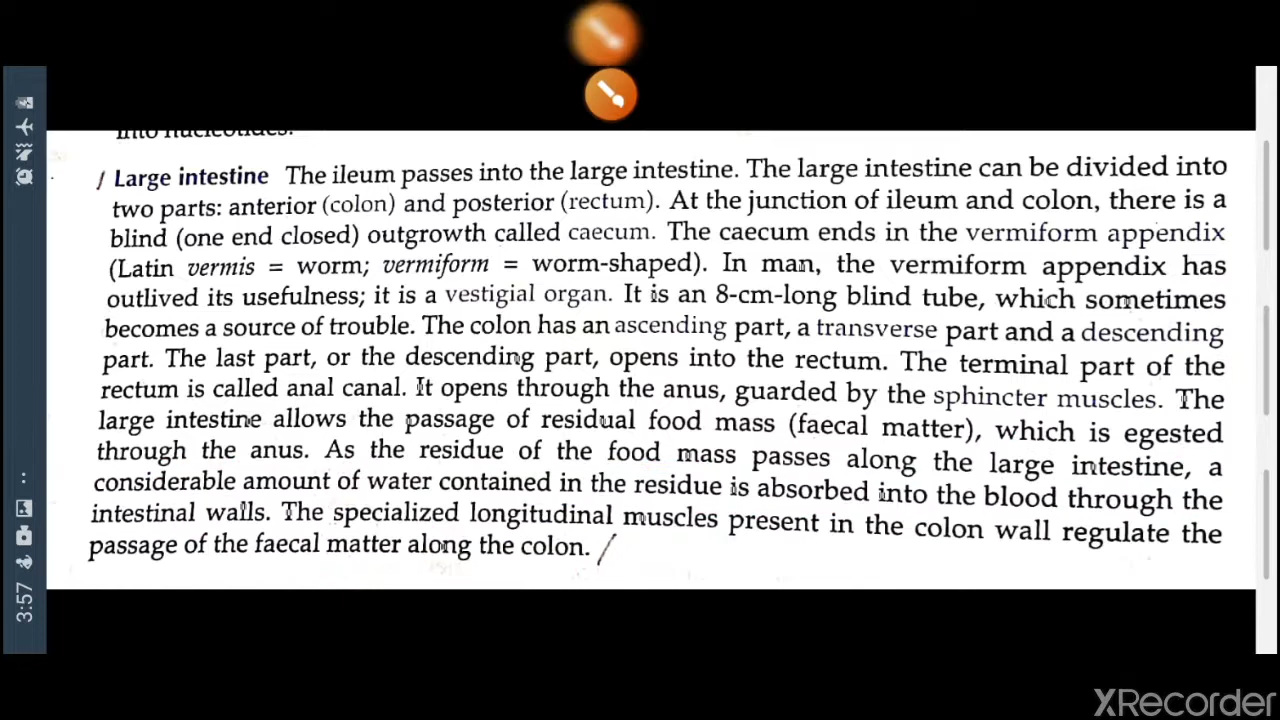 into nucleotides.
Large intestine The ileum passes into the large intestine. The large intestine can be divided into
two parts: anterior (colon) and posterior (rectum). At the junction of ileum and colon, there is a
blind (one end closed) outgrowth called caecum. The caecum ends in the vermiform appendix
(Latin vermis = worm; vermiform = worm-shaped). In man, the vermiform appendix has
outlived its usefulness; it is a vestigial organ. It is an 8-cm-long blind tube, which sometimes
becomes a source of trouble. The colon has an ascending part, a transverse part and a descending
part. The last part, or the descending part, opens into the rectum. The terminal part of the
rectum is called anal canal. It opens through the anus, guarded by the sphincter muscles. The
large intestine allows the passage of residual food mass (faecal matter), which is egested
through the anus. As the residue of the food mass passes along the large intestine, a
considerable amount of water contained in the residue is absorbed into the blood through the
intestinal walls. The specialized longitudinal muscles present in the colon wall regulate the
passage of the faecal matter along the colon.
3:57
XRecorder